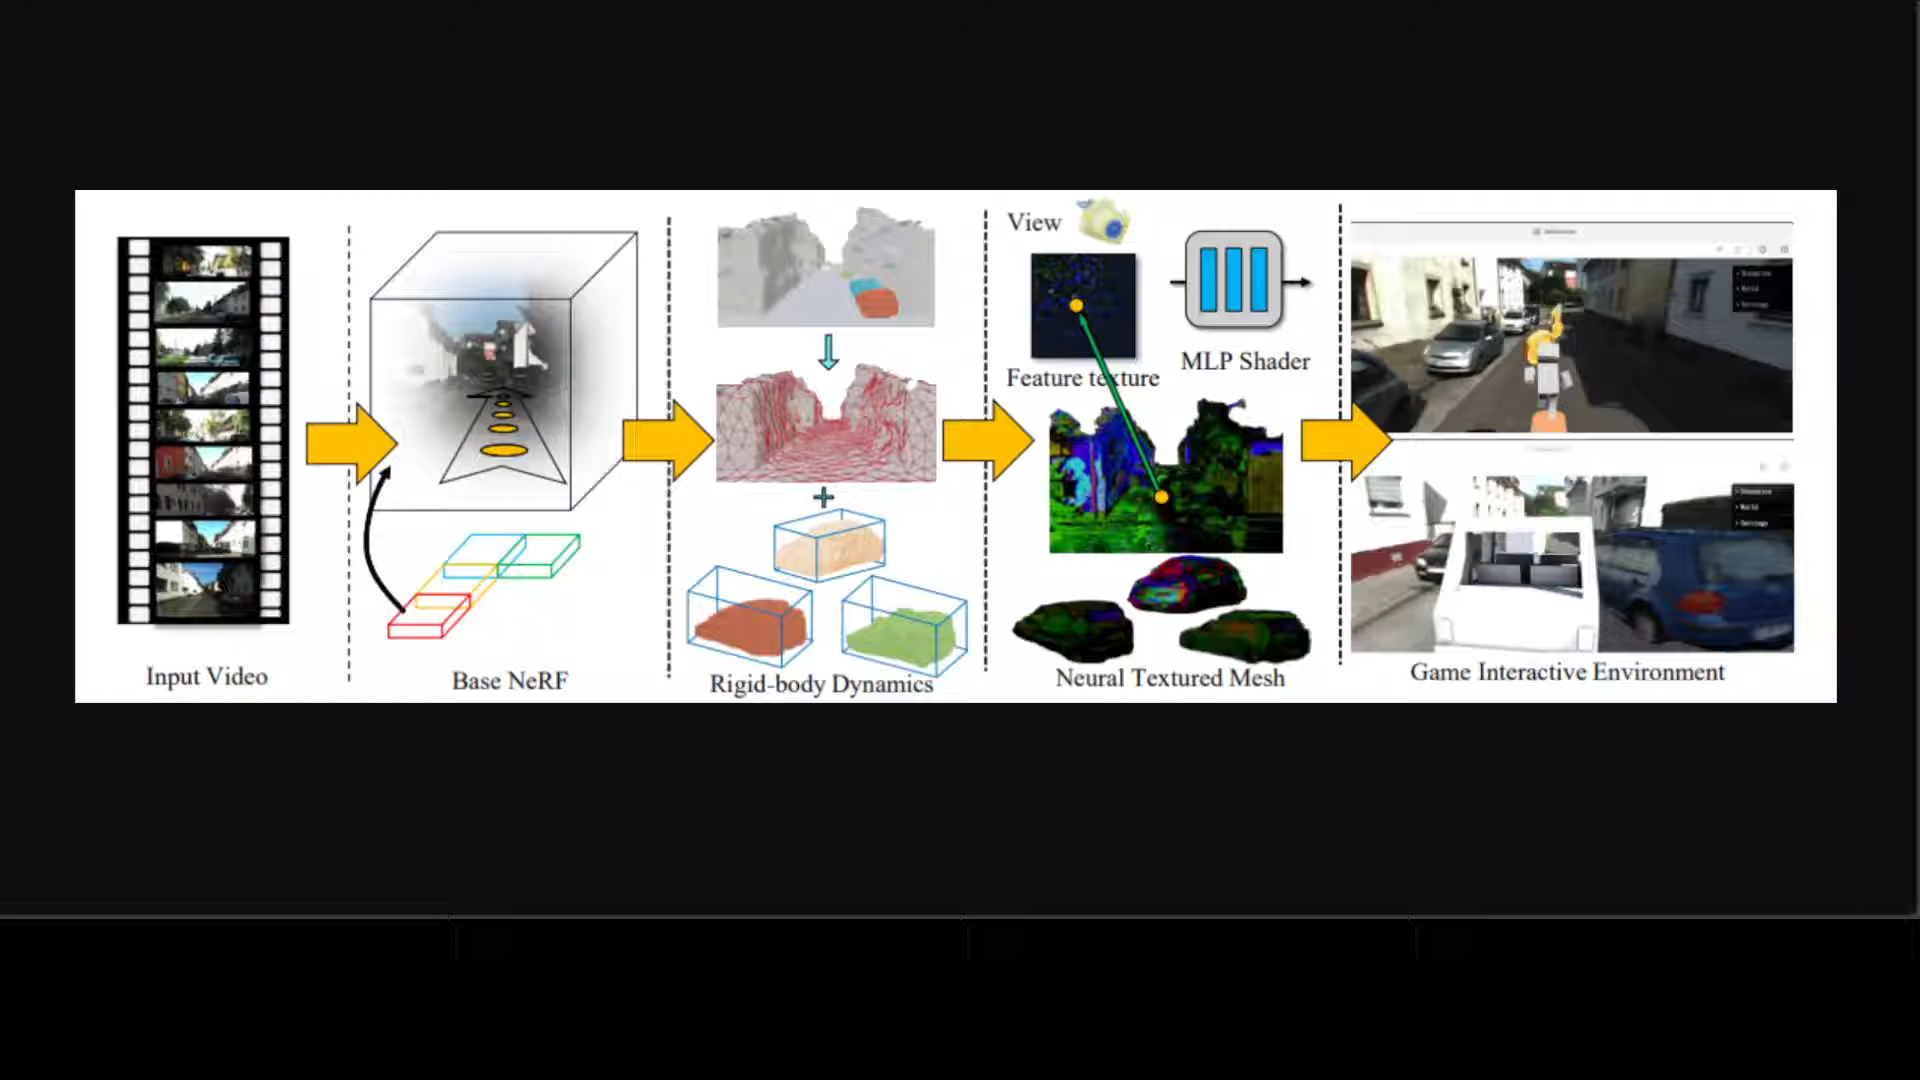 View
Feature texture
MLP Shader
Input Video
Base NeRF
Rigid-body Dynamics
Neural Textured Mesh
Game Interactive Environment